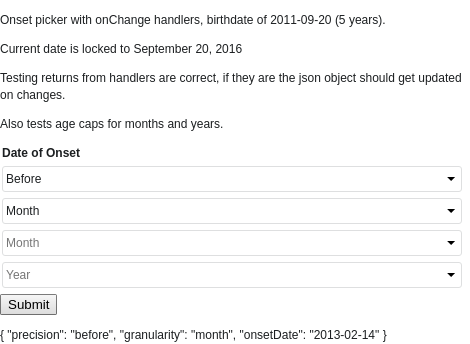 Onset picker with onChange handlers, birthdate of 2011-09-20 (5 years).
Current date is locked to September 20, 2016
Testing returns from handlers are correct, if they are the json object should get updated
on changes.
Also tests age caps for months and years.
Date of Onset
Before
Month
Month
Year
Submit
{ "precision": "before", "granularity": "month", "onsetDate": "2013-02-14" }